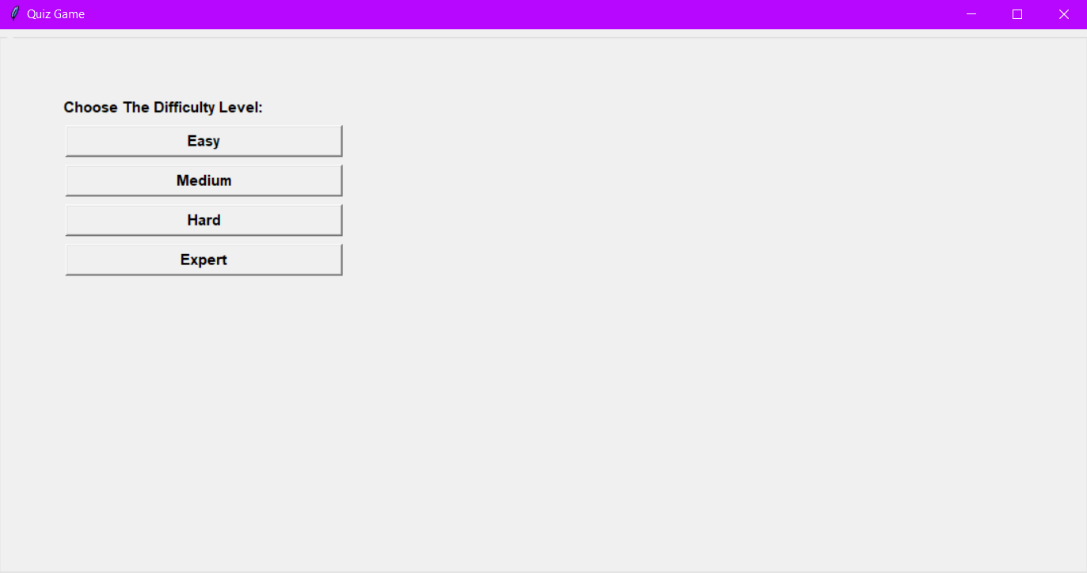 Quiz Game
Choose The Difficulty Level:
Easy
Medium
Hard
Expert